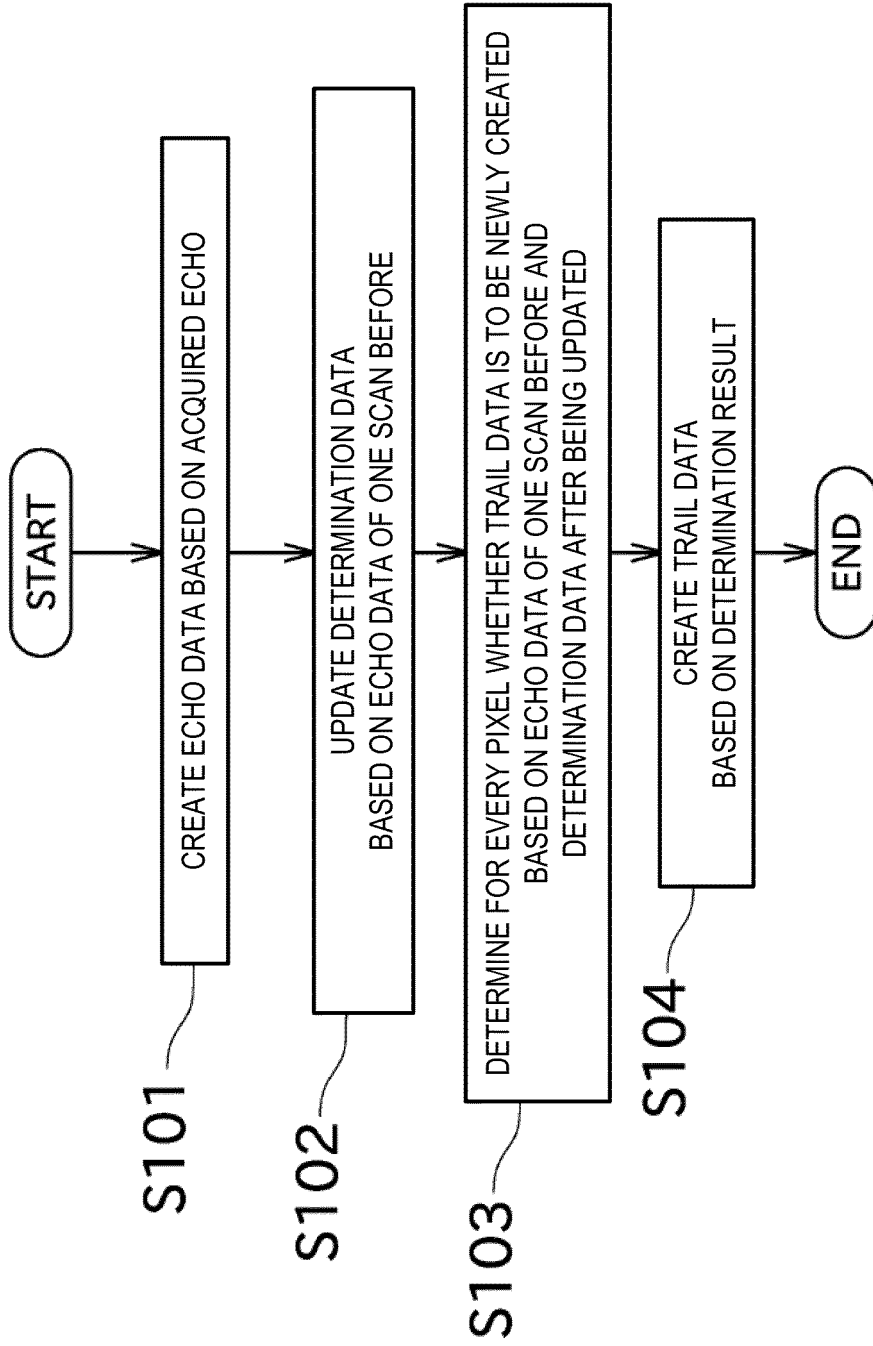 START
S101
CREATE ECHO DATA BASED ON ACQUIRED ECHO
S102
UPDATE DETERMINATION DATA
BASED ON ECHO DATA OF ONE SCAN BEFORE
S103
DETERMINE FOR EVERY PIXEL WHETHER TRAIL DATA IS TO BE NEWLY CREATED
BASED ON ECHO DATA OF ONE SCAN BEFORE AND
DETERMINATION DATA AFTER BEING UPDATED
S104
CREATE TRAIL DATA
BASED ON DETERMINATION RESULT
END